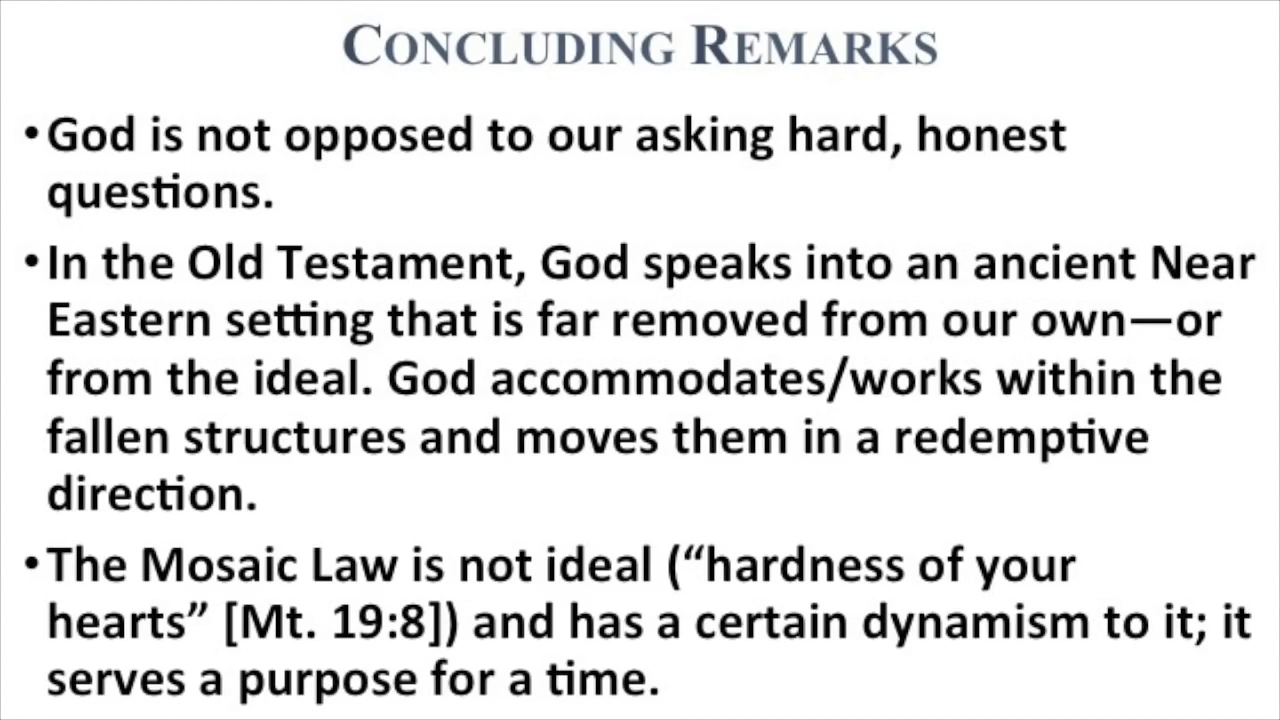 CONCLUDING REMARKS
•God is not opposed to our asking hard, honest
questions.
•In the Old Testament, God speaks into an ancient Near
Eastern setting that is far removed from our own—or
from the ideal. God accommodates/works within the
fallen structures and moves them in a redemptive
direction.
•The Mosaic Law is not ideal (“hardness of your
hearts” [Mt. 19:8]) and has a certain dynamism to it; it
serves a purpose for a time.